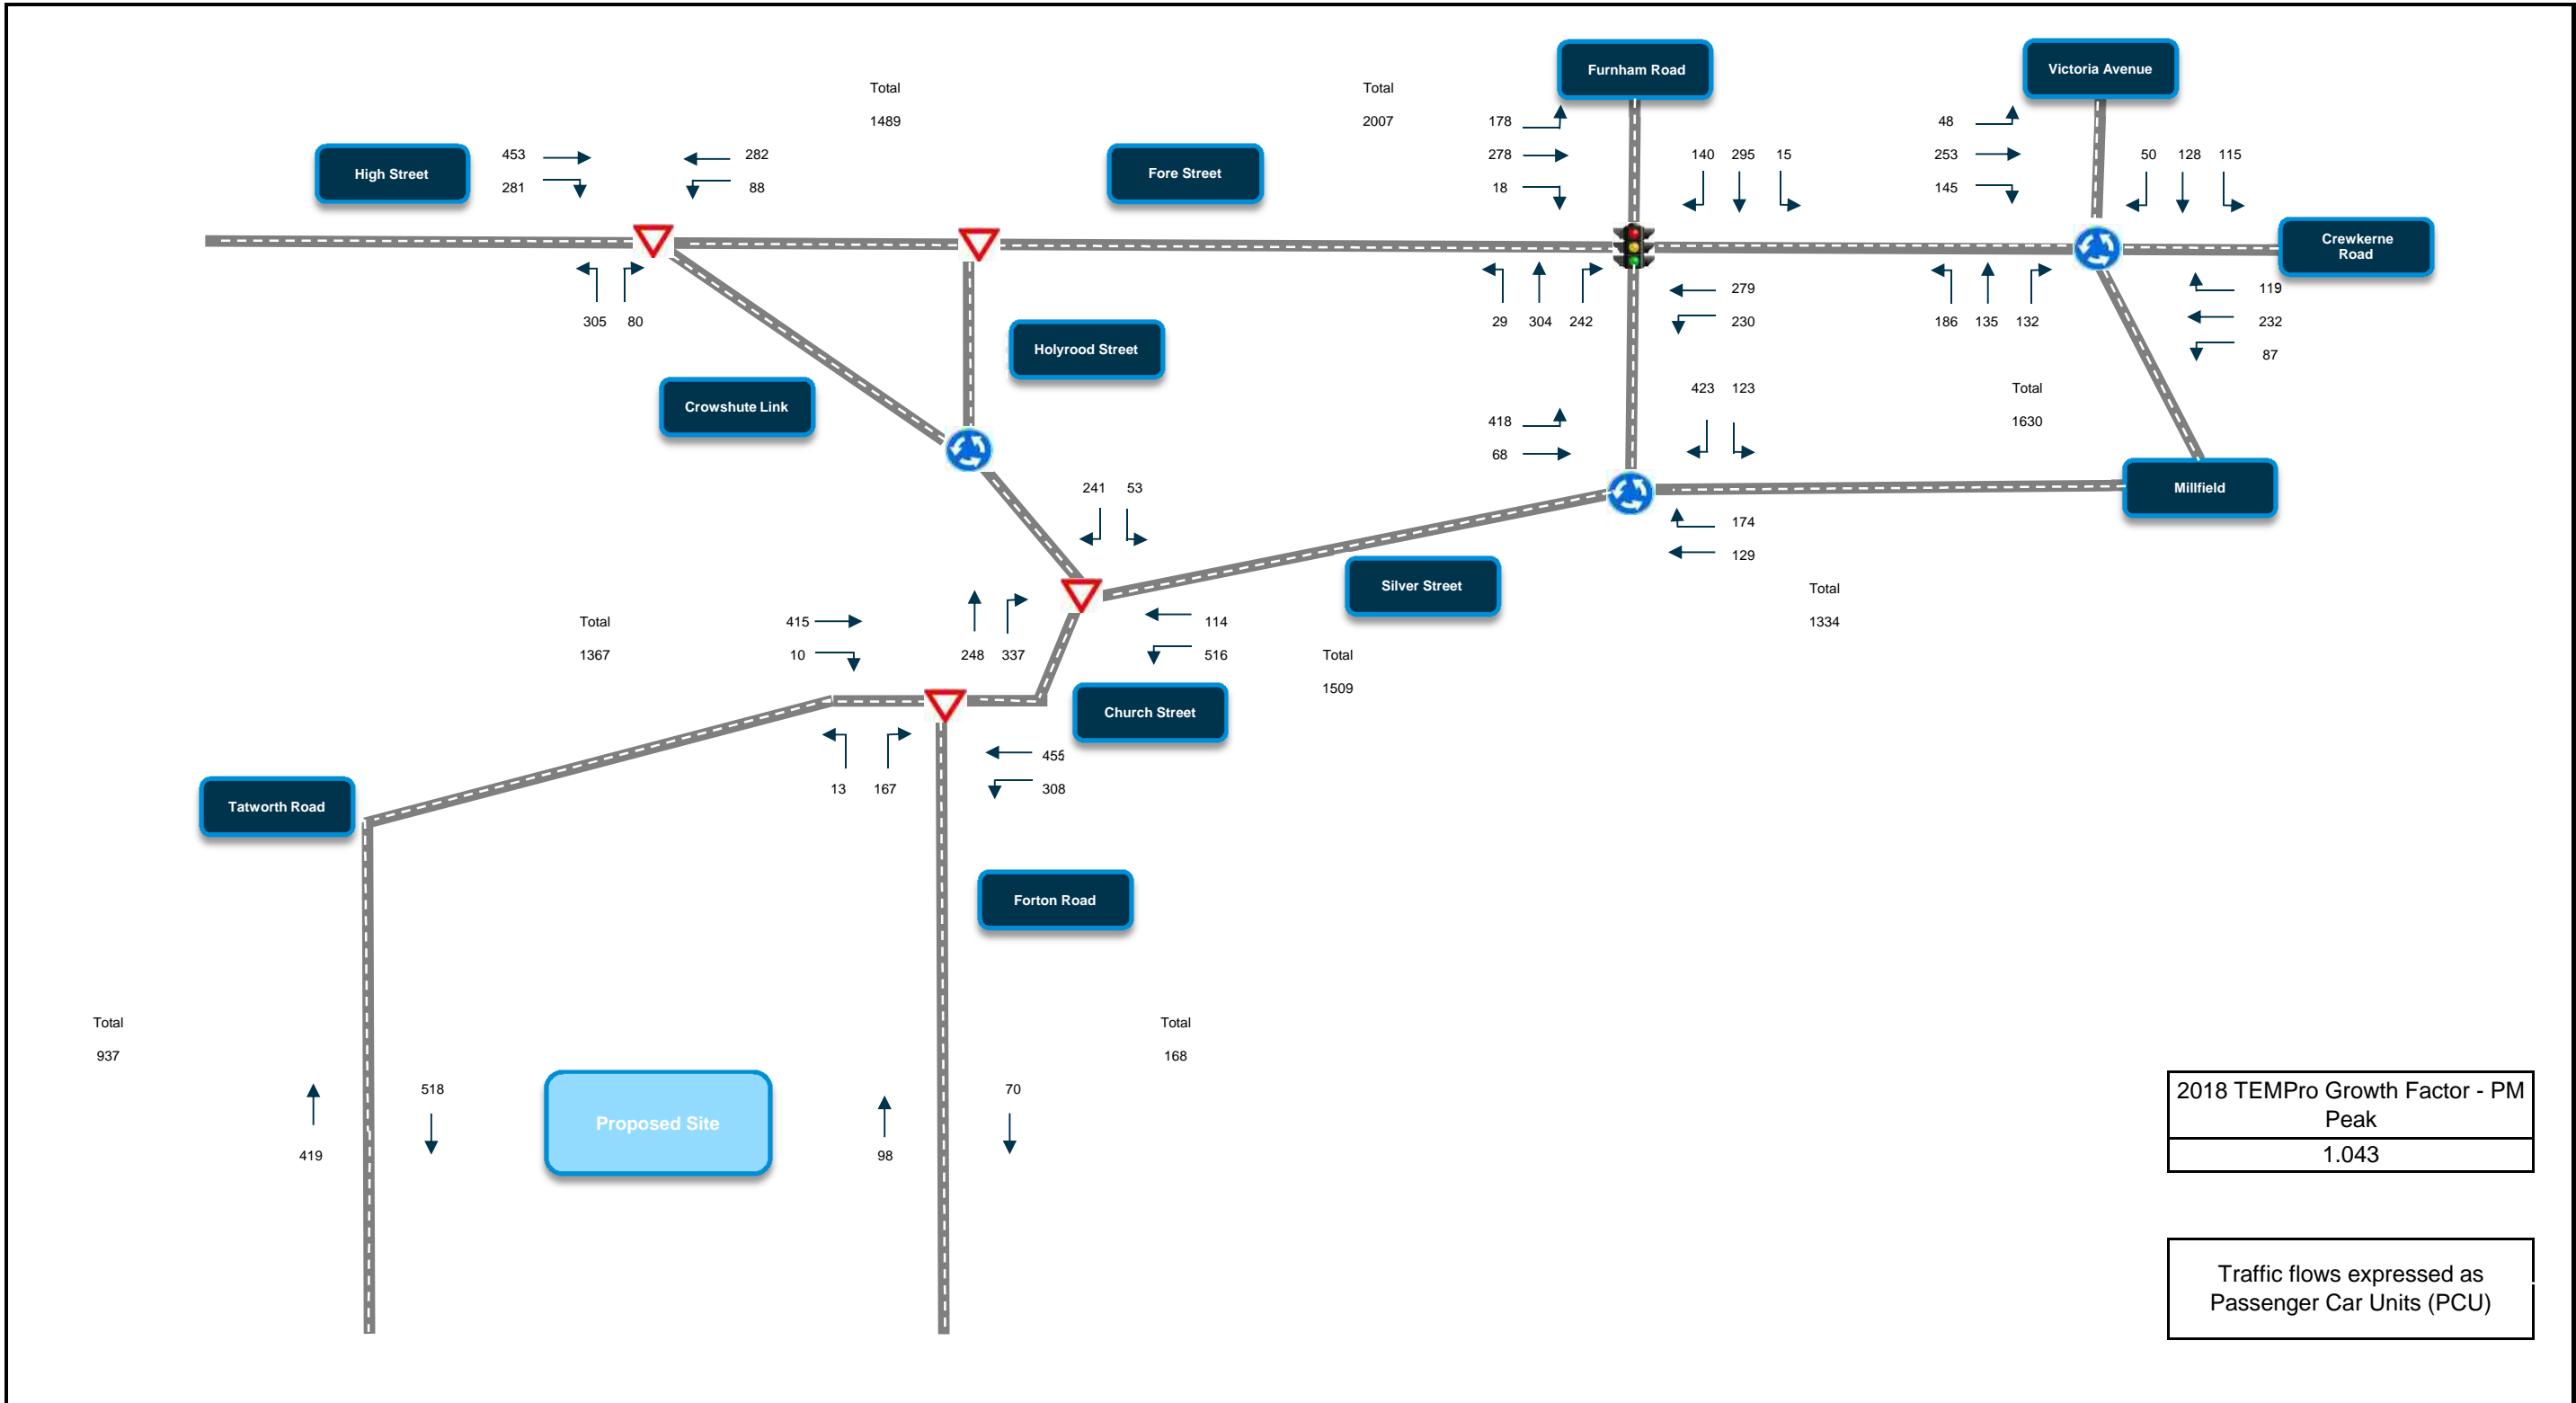 Furnham Road
Victoria Avenue
Total
1489
Total
2007
178
278
18
140 295 15
48
253
145
50 128 115
High Street
453
281
282
88
Fore Street
Crewkerne
Road
305 80
29 304 242
279
230
186 135 132
119
232
87
Holyrood Street
Crowshute Link
418
68
423 123
Total
1630
Millfield
241 53
174
129
Silver Street
Total
1334
Total
1367
415
10
248 337
114
516
Total
1509
Church Street
13 167
455
308
Tatworth Road
Forton Road
Total
937
Total
168
518
419
Proposed Site
98
70
2018 TEMPro Growth Factor - PM
Peak
1.043
Traffic flows expressed as
Passenger Car Units (PCU)